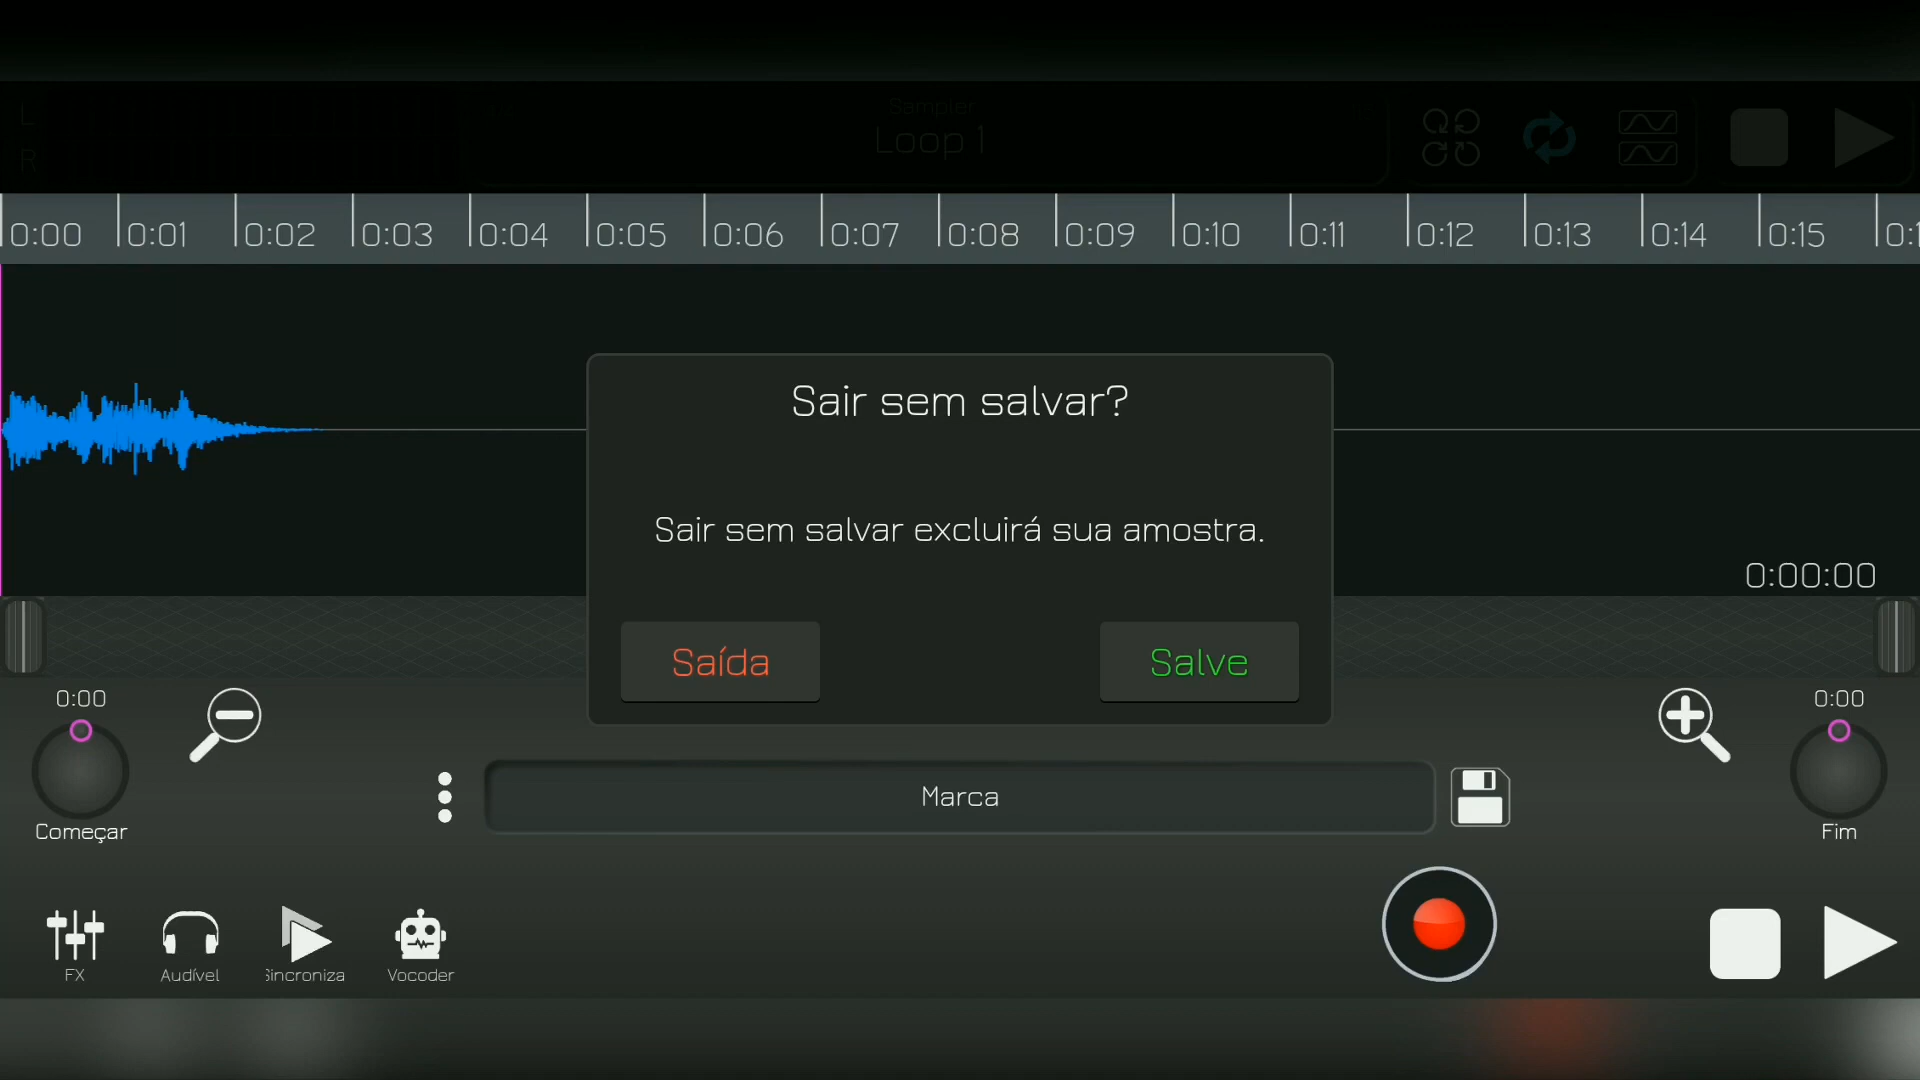 L
R
Sampler
Loop 1
0:00 0:01 0:02 0:03 0:04 0:05 0:06 0:07 0:08 0:09 0:10 0:11 0:12 0:13 0:14 0:15
Sair sem salvar?
Sair sem salvar excluirá sua amostra.
Saída Salve
0:00:00
0:00 0:00
Começar Fim
Marca
FX Audível Sincroniza Vocoder